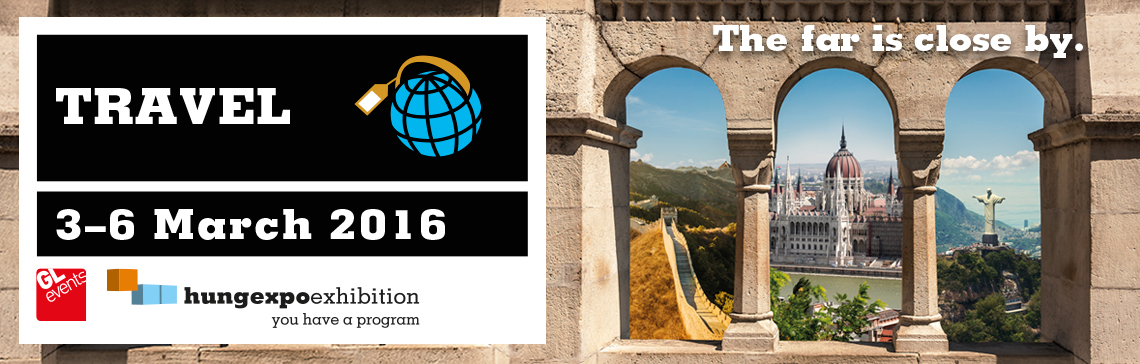 TRAVEL
3–6 March 2016
GL
events
hungexpoexhibition
you have a program
The far is close by.